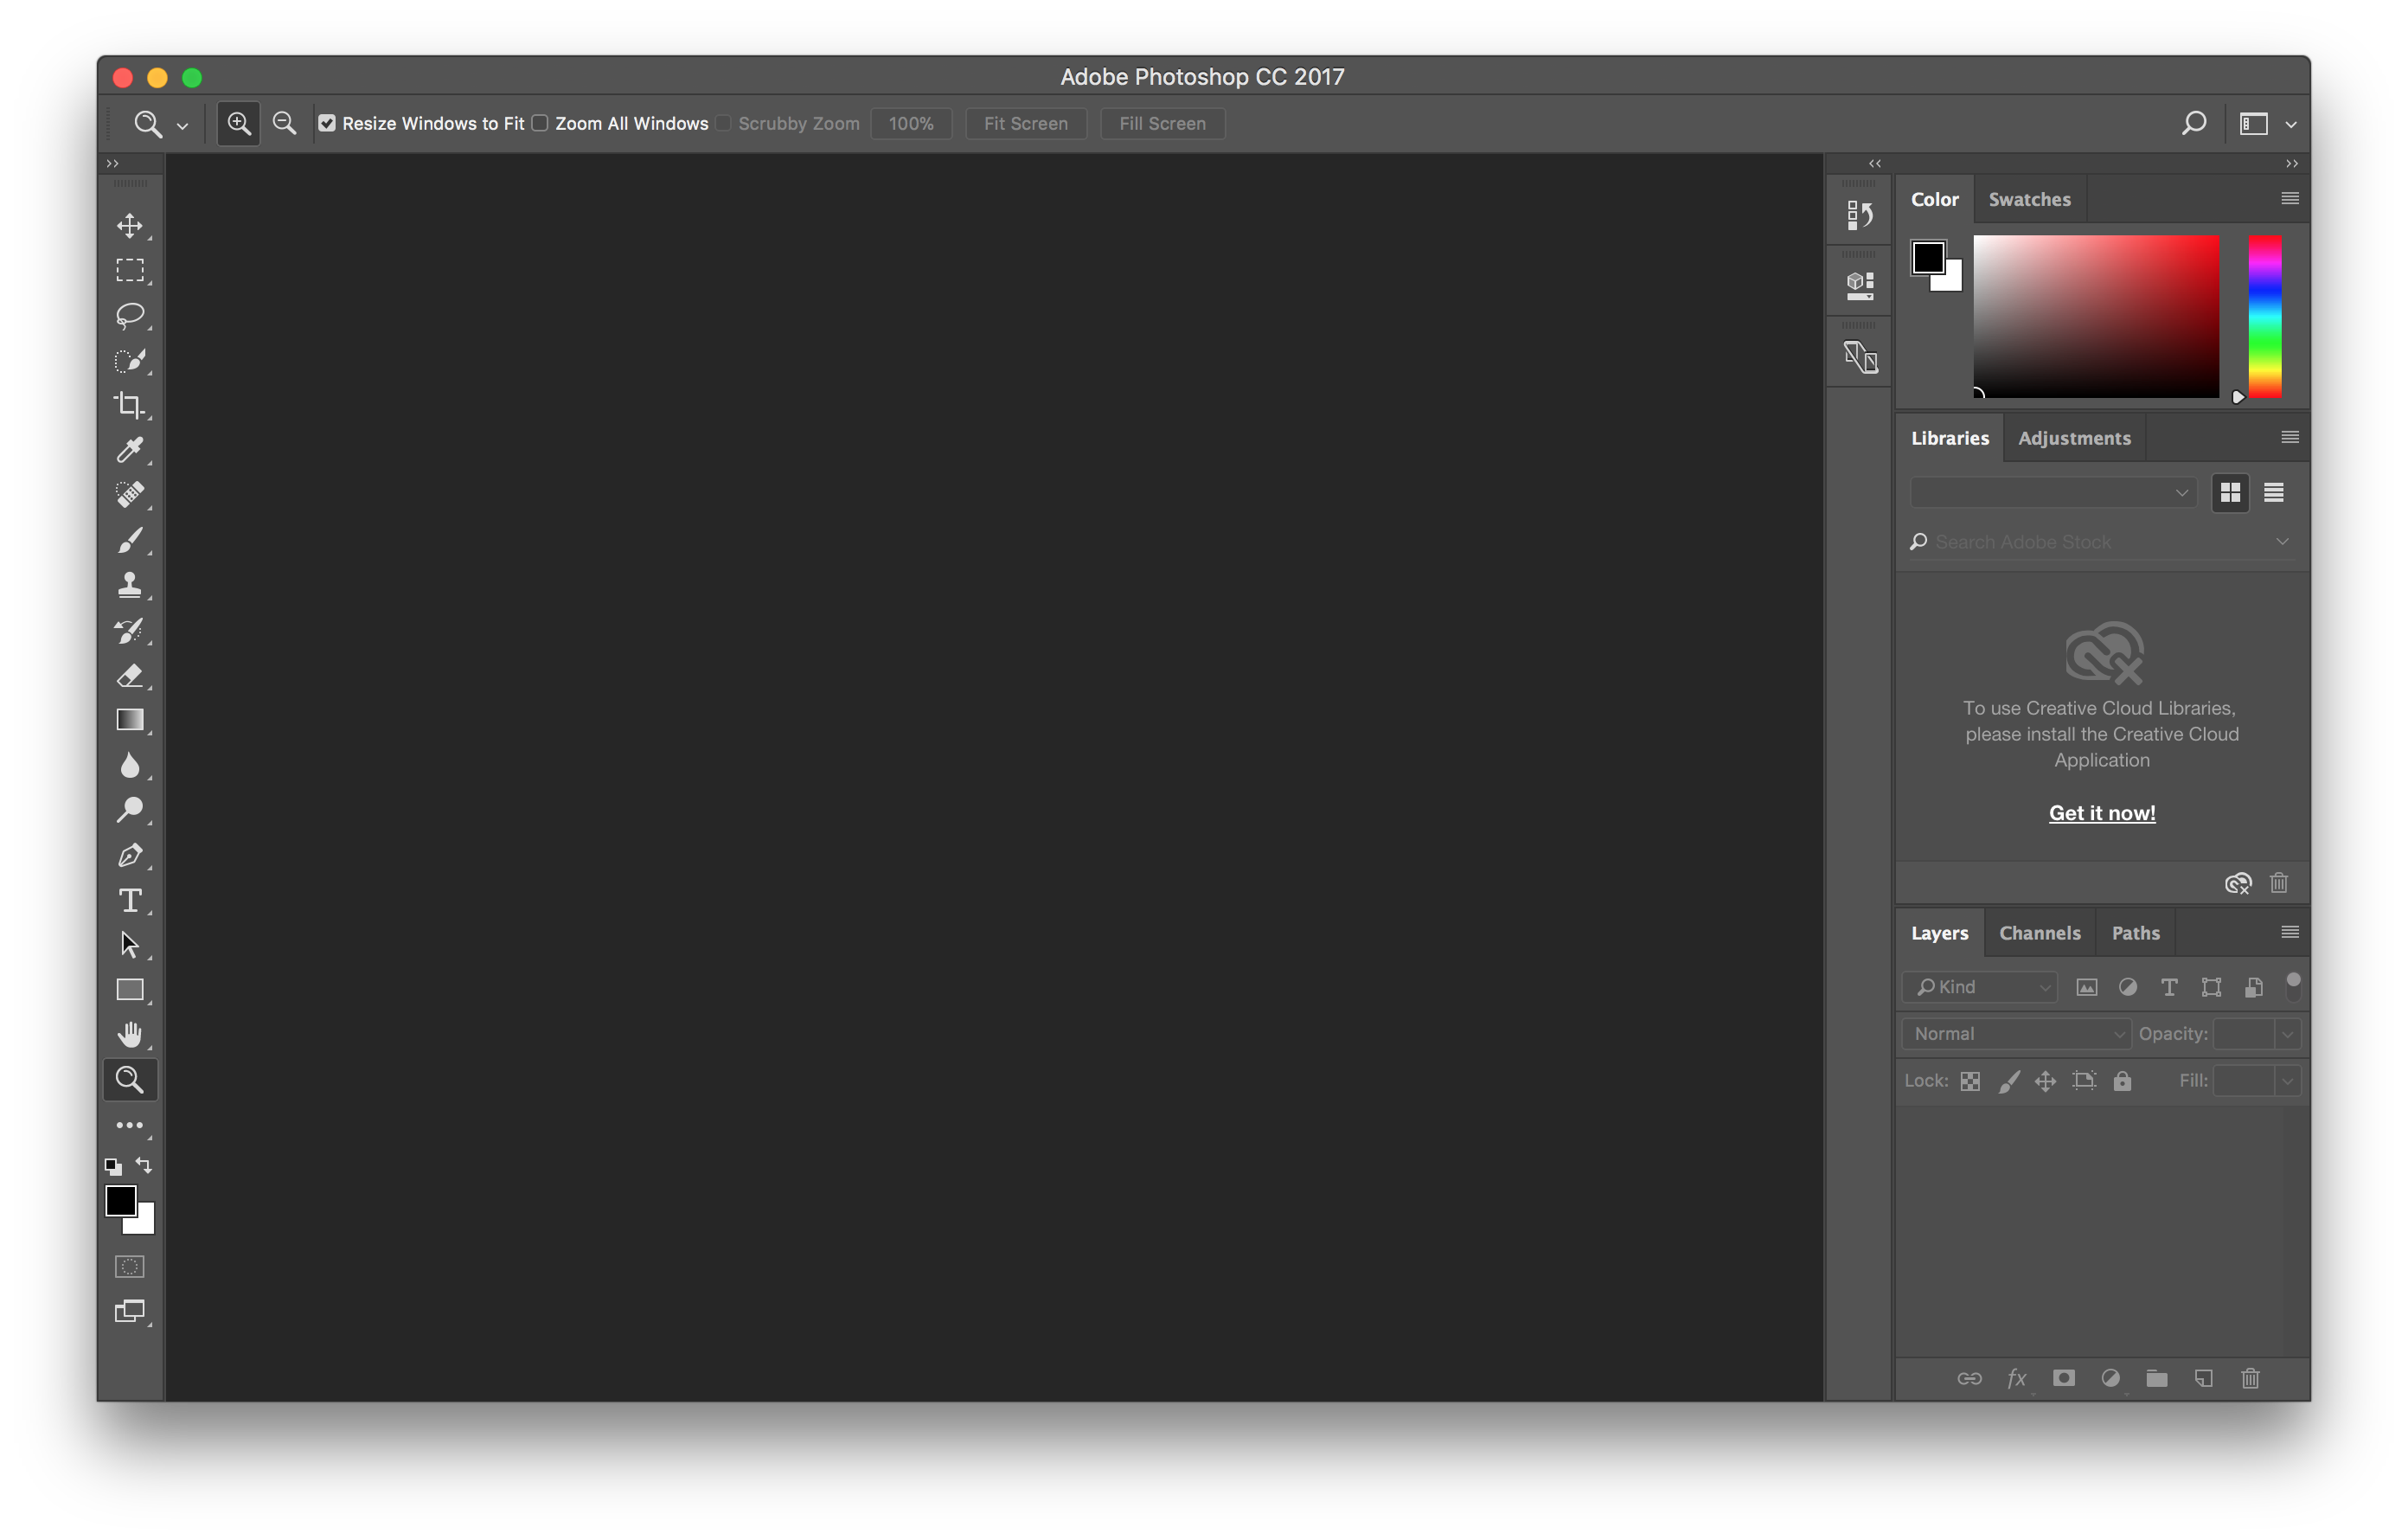 Adobe Photoshop CC 2017
Resize Windows to Fit Zoom All Windows Scrubby Zoom 100% Fit Screen Fill Screen
Color Swatches
Libraries Adjustments
Search Adobe Stock
To use Creative Cloud Libraries,
please install the Creative Cloud
Application
Get it now!
Layers Channels Paths
Kind
Normal Opacity:
Lock: Fill:
fx